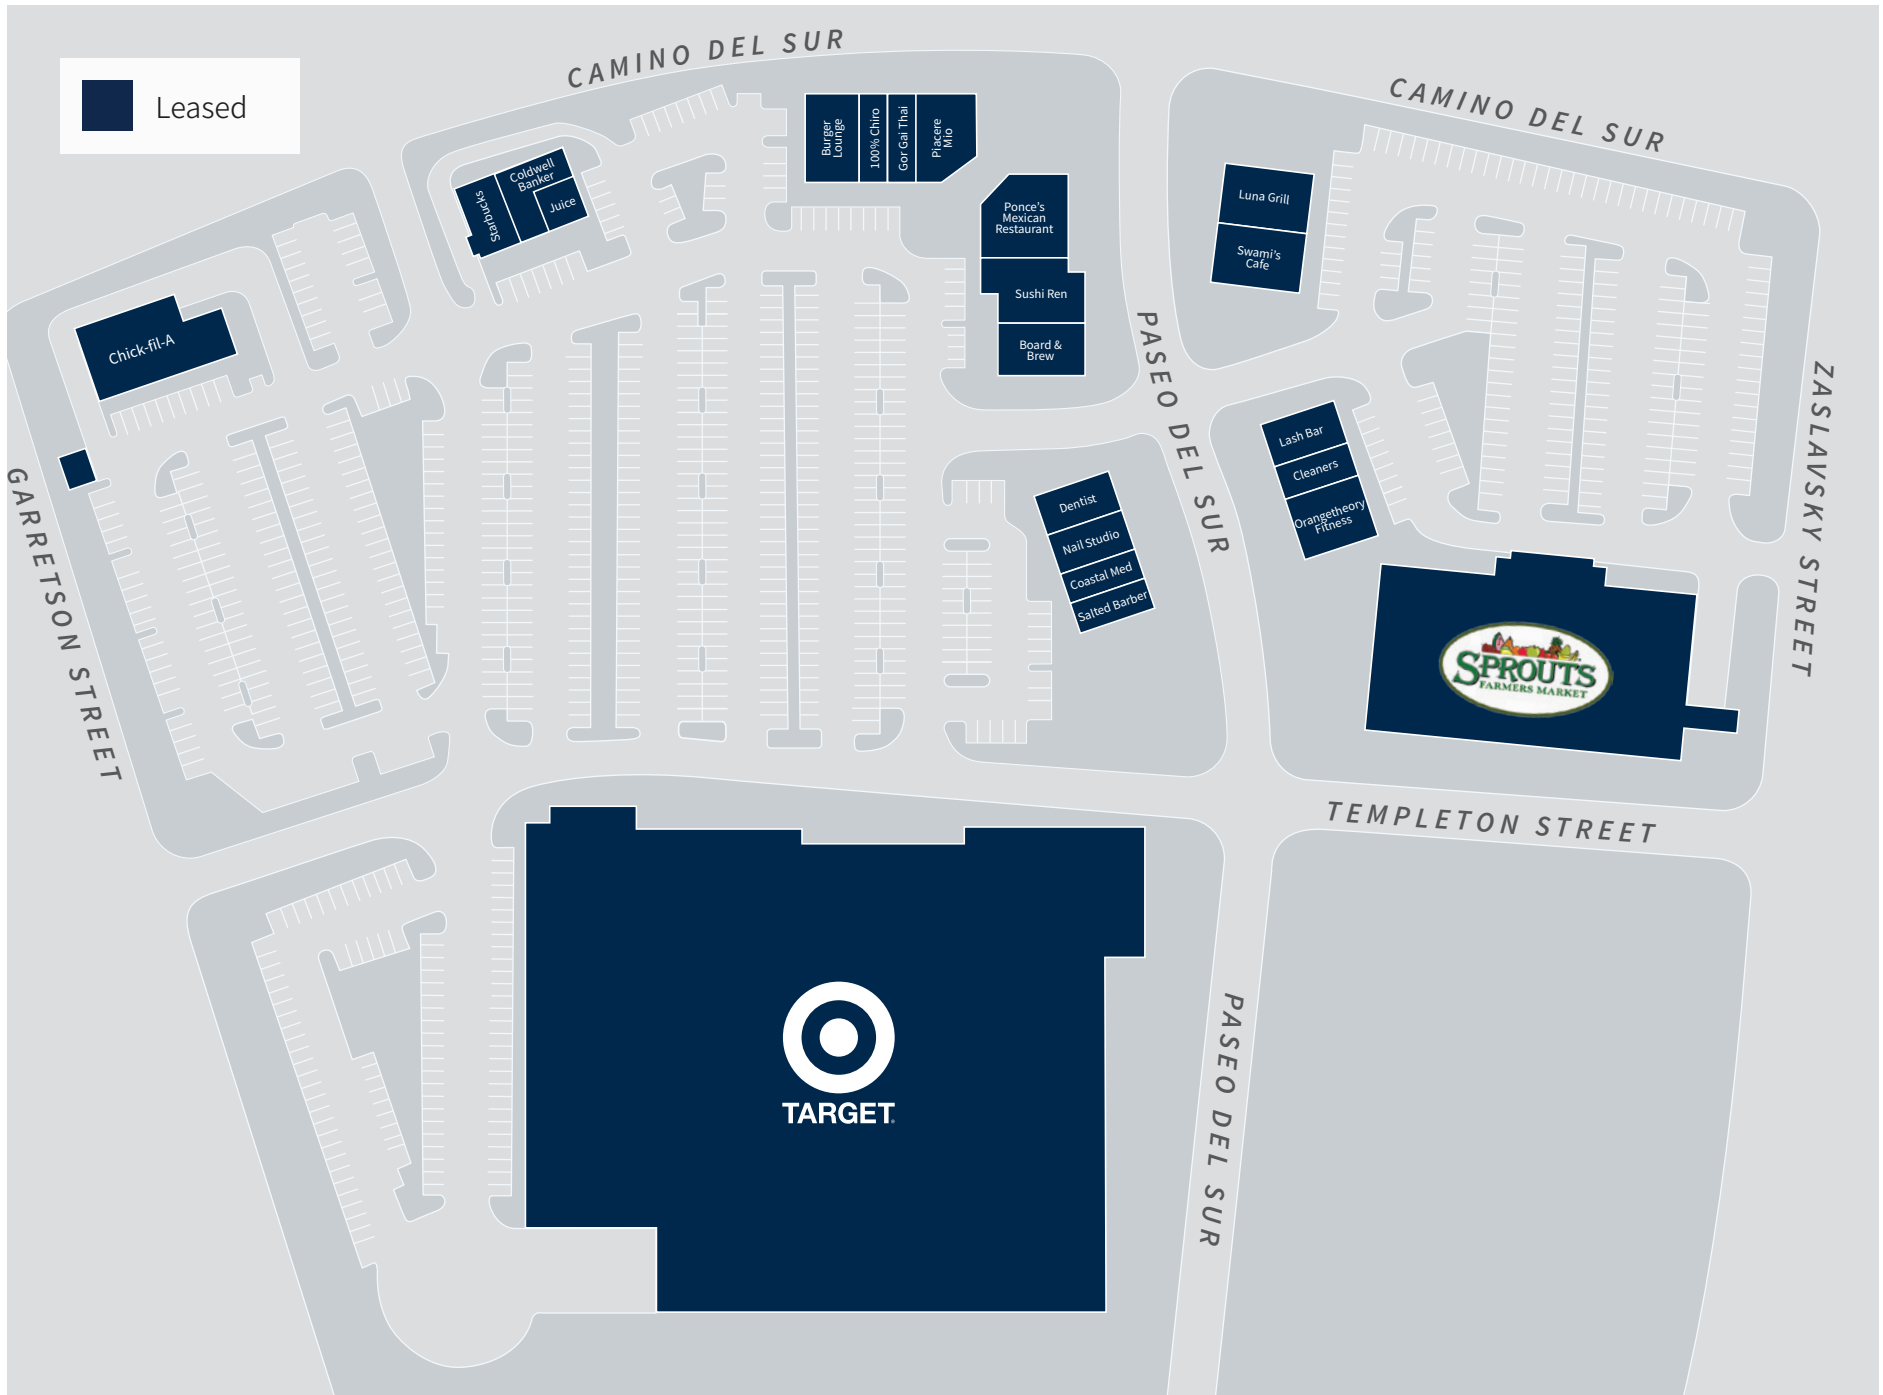 CAMINO DEL SUR
CAMINO DEL SUR
Leased
Burger
Lounge
100% Chiro
Gor Gai Thai
Piacere
Mio
Starbucks
Coldwell
Banker
Juice
Ponce's
Mexican
Restaurant
Sushi Ren
Board &
Brew
Luna Grill
Swami's
Cafe
Chick-fil-A
PASEO DEL SUR
ZASLAVSKY STREET
GARRETSON STREET
Lash Bar
Cleaners
Orangetheory
Fitness
Dentist
Nail Studio
Coastal Med
Salted Barber
SPROUTS
FARMERS MARKET
TEMPLETON STREET
TARGET
PASEO DEL SUR